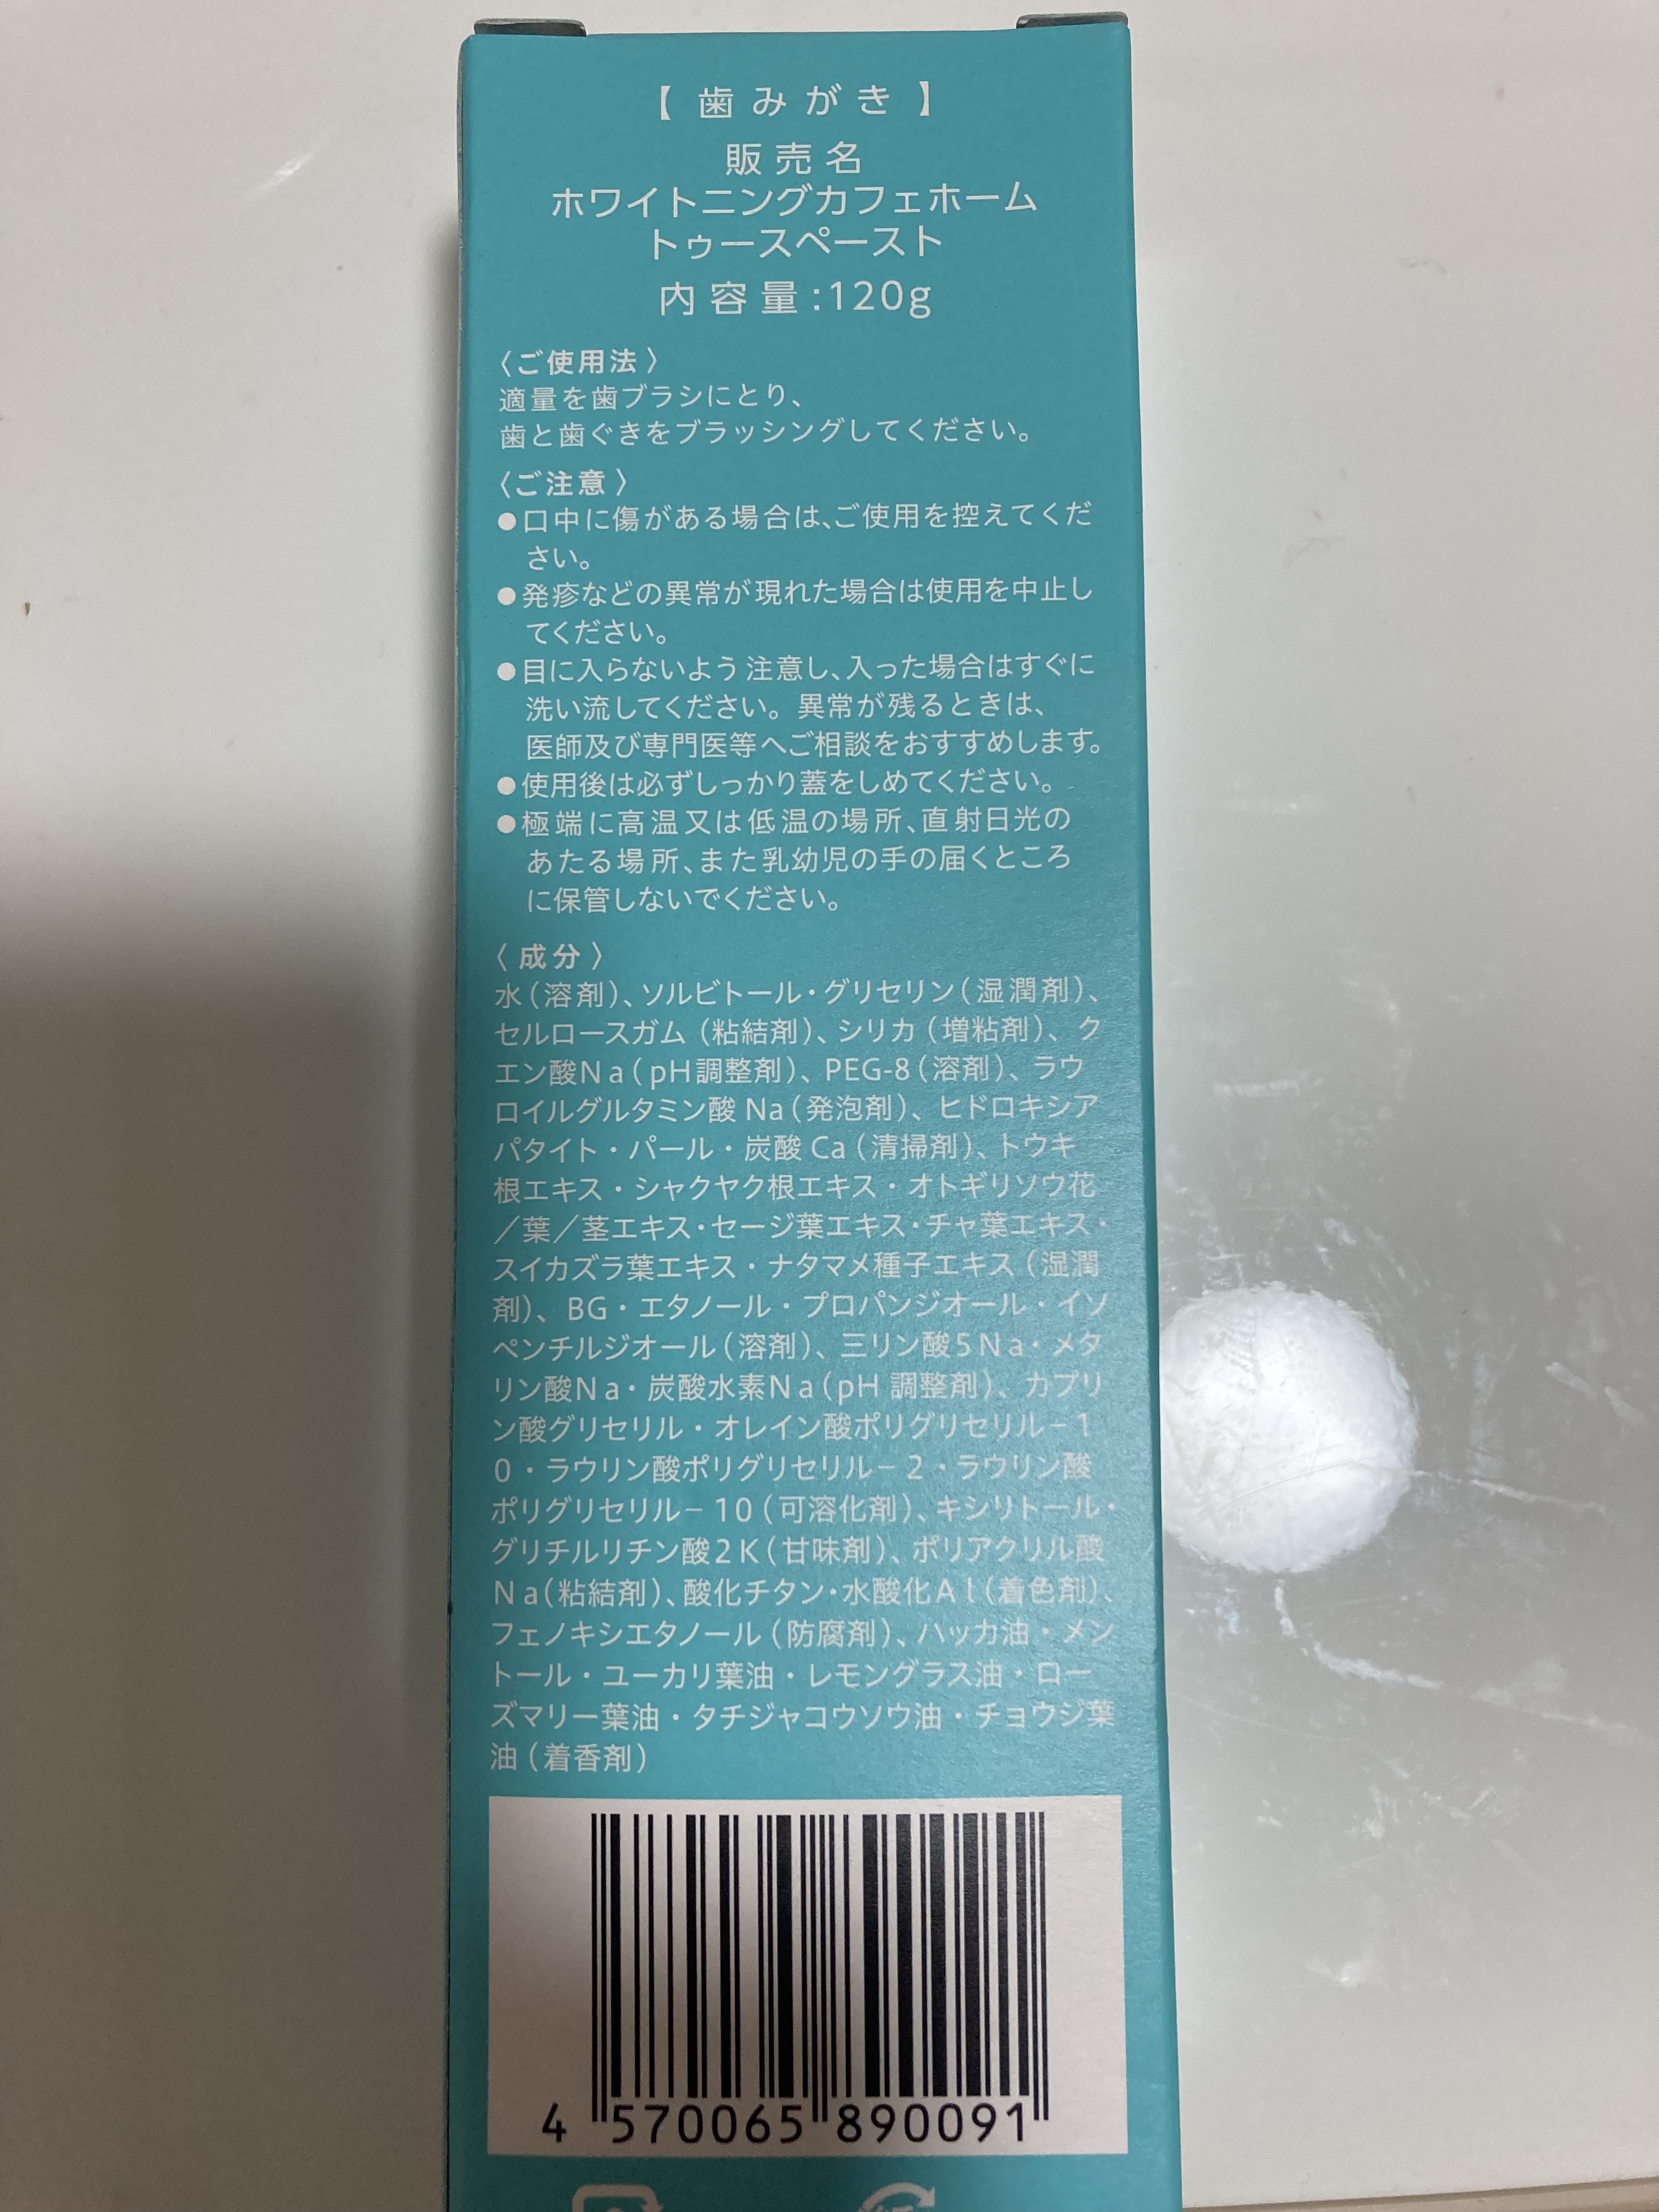 【 歯みがき 】
販売名
ホワイトニングカフェホーム
トゥースペースト
内容量:120g
〈ご使用法〉
適量を歯ブラシにとり、
歯と歯ぐきをブラッシングしてください。
〈ご注意〉
●口中に傷がある場合は、ご使用を控えてくだ
さい。
●発疹などの異常が現れた場合は使用を中止し
てください。
●目に入らないよう注意し、入った場合はすぐに
洗い流してください。異常が残るときは、
医師及び専門医等へご相談をおすすめします。
●使用後は必ずしっかり蓋をしめてください。
●極端に高温又は低温の場所、直射日光の
あたる場所、また乳幼児の手の届くところ
に保管しないでください。
〈成分〉
水(溶剤)、ソルビトール・グリセリン(湿潤剤)、
セルロースガム(粘結剤)、シリカ(増粘剤)、ク
エン酸Na(pH調整剤)、PEG-8(溶剤)、ラウ
ロイルグルタミン酸Na(発泡剤)、ヒドロキシア
パタイト・パール・炭酸Ca(清掃剤)、トウキ
根エキス・シャクヤク根エキス・オトギリソウ花
/葉/茎エキス・セージ葉エキス・チャ葉エキス・
スイカズラ葉エキス・ナタマメ種子エキス(湿潤
剤)、BG・エタノール・プロパンジオール・イソ
ペンチルジオール(溶剤)、三リン酸5Na・メタ
リン酸Na・炭酸水素Na(pH調整剤)、カプリ
ン酸グリセリル・オレイン酸ポリグリセリル-1
0・ラウリン酸ポリグリセリル-2・ラウリン酸
ポリグリセリル-10(可溶化剤)、キシリトール・
グリチルリチン酸2K(甘味剤)、ポリアクリル酸
Na(粘結剤)、酸化チタン・水酸化Al(着色剤)、
フェノキシエタノール(防腐剤)、ハッカ油・メン
トール・ユーカリ葉油・レモングラス油・ロー
ズマリー葉油・タチジャコウソウ油・チョウジ葉
油(着香剤)
4 570065 890091